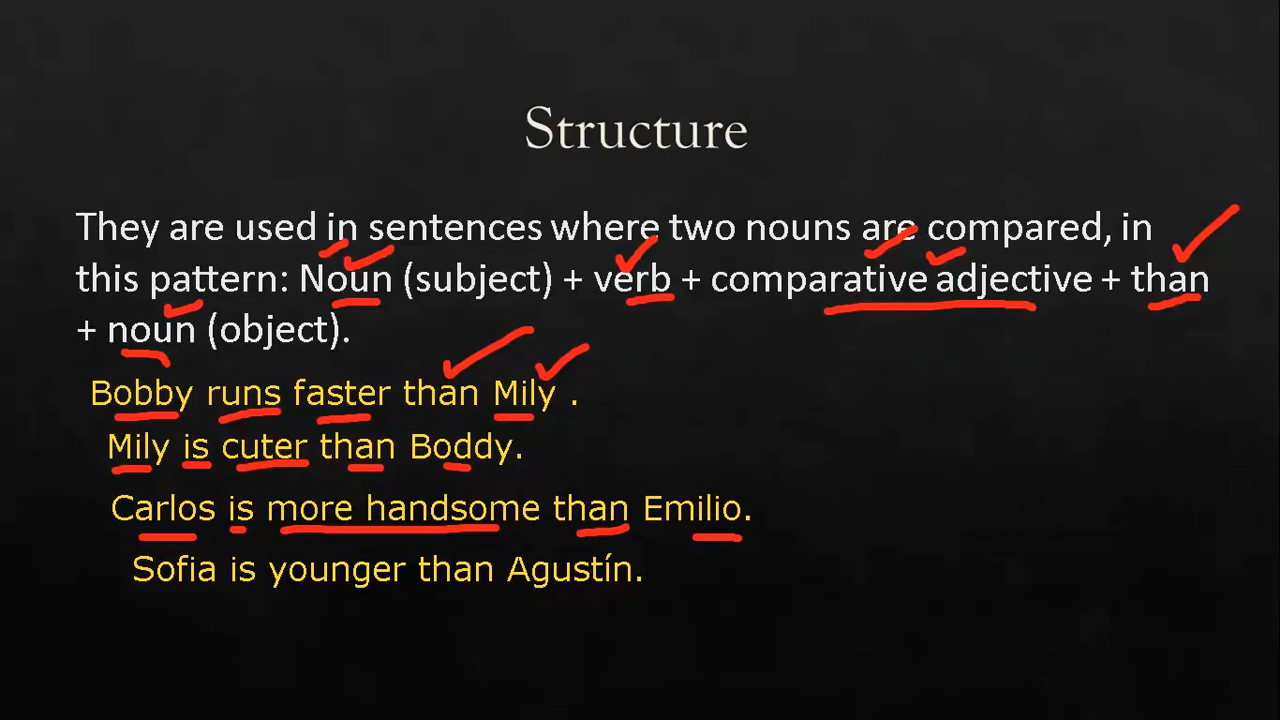 Structure
They are used in sentences where two nouns are compared, in
this pattern: Noun (subject) + verb + comparative adjective + than
+ noun (object).
Bobby runs faster than Mily .
Mily is cuter than Boddy.
Carlos is more handsome than Emilio.
Sofia is younger than Agustín.